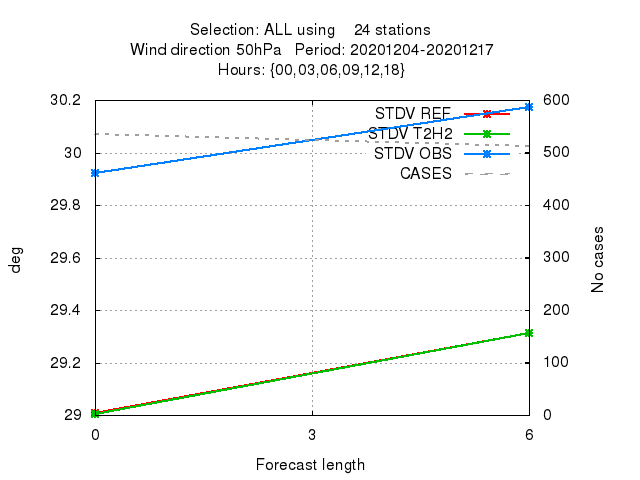 Selection: ALL using    24 stations
Wind direction 50hPa   Period: 20201204-20201217
Hours: {00,03,06,09,12,18}
30.2
30
29.8
29.6
29.4
29.2
29
600
500
400
300
200
100
0
STDV REF
STDV T2H2
STDV OBS
CASES
deg
No cases
0
3
6
Forecast length